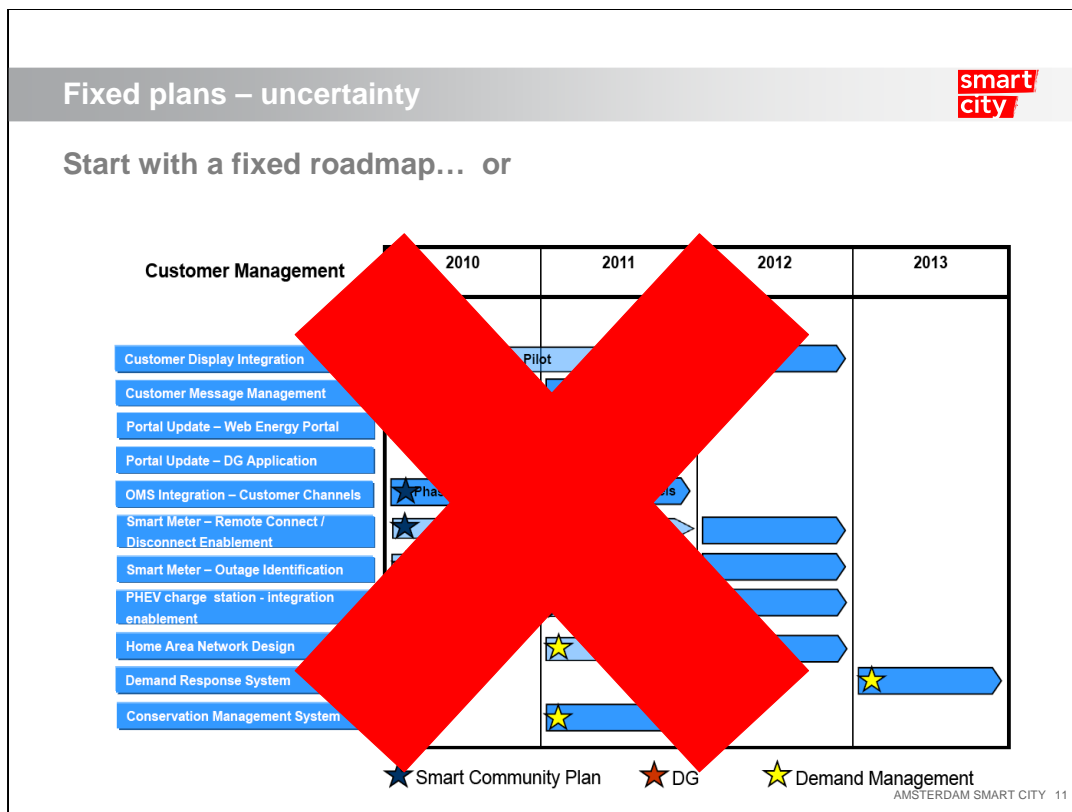 Fixed plans – uncertainty
smart
city
Start with a fixed roadmap... or
Customer Management
2010
2011
2012
2013
Customer Display Integration
Pilot
Customer Message Management
Portal Update – Web Energy Portal
Portal Update – DG Application
OMS Integration – Customer Channels
Smart Meter – Remote Connect /
Disconnect Enablement
Smart Meter – Outage Identification
PHEV charge station - integration
enablement
Home Area Network Design
Demand Response System
Conservation Management System
Smart Community Plan
DG
Demand Management
AMSTERDAM SMART CITY 11